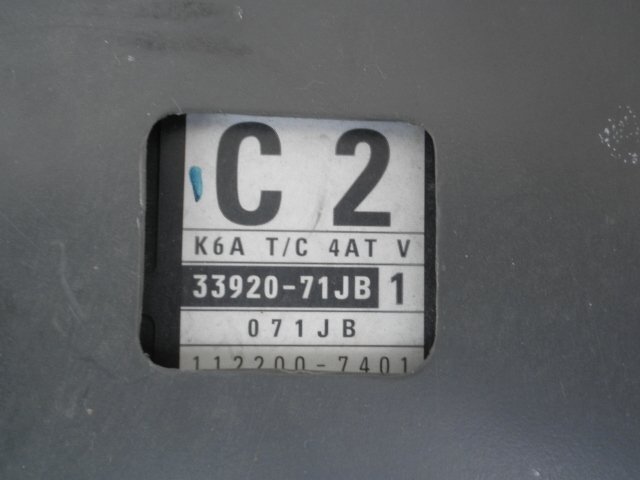 C 2
K6A T/C 4AT V
33920-71JB 1
071JB
112200-7401